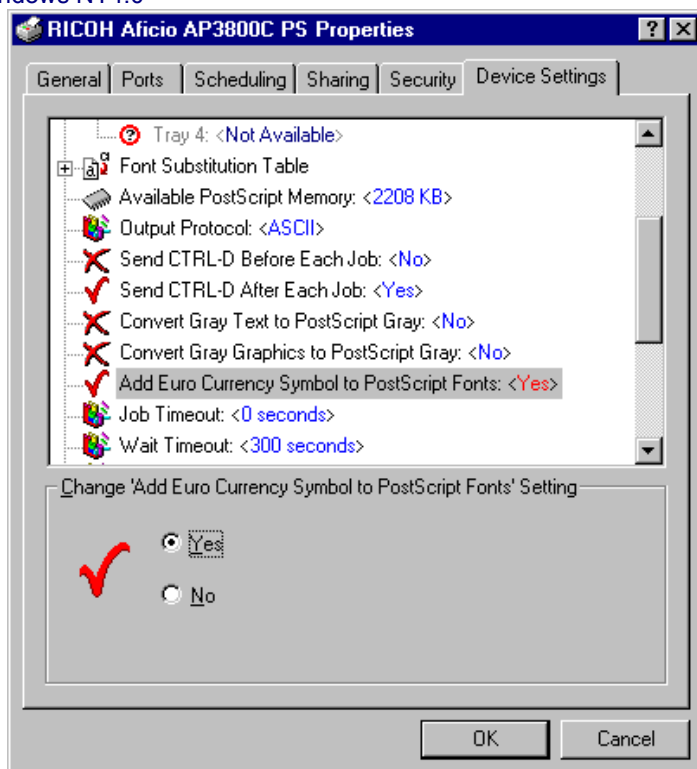 ndows NT4.0
RICOH Aficio AP3800C PS Properties
General Ports Scheduling Sharing Security Device Settings
Tray 4: <Not Available>
Font Substitution Table
Available PostScript Memory: <2208 KB>
Output Protocol: <ASCII>
Send CTRL-D Before Each Job: <No>
Send CTRL-D After Each Job: <Yes>
Convert Gray Text to PostScript Gray: <No>
Convert Gray Graphics to PostScript Gray: <No>
Add Euro Currency Symbol to PostScript Fonts: <Yes>
Job Timeout: <0 seconds>
Wait Timeout: <300 seconds>
Change 'Add Euro Currency Symbol to PostScript Fonts' Setting
Yes
No
OK Cancel